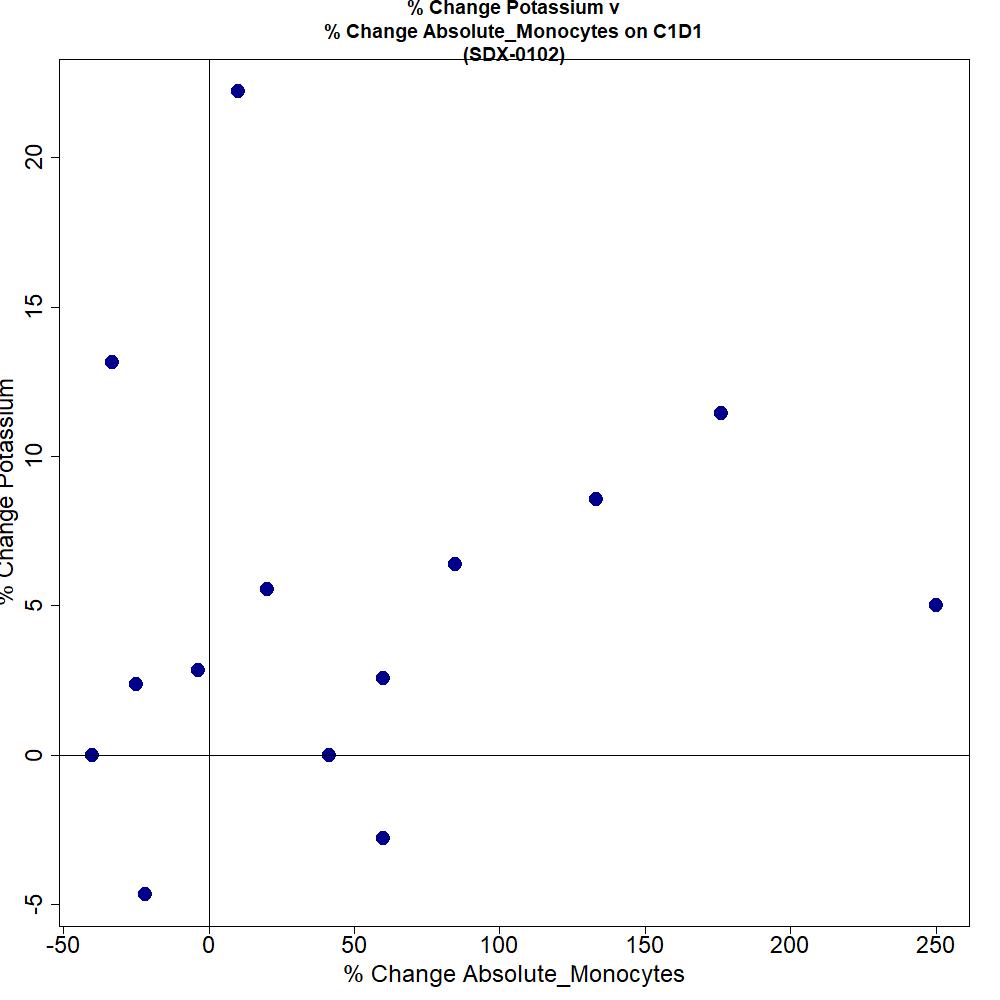 % Change Potassium v
% Change Absolute_Monocytes on C1D1
(SDX-0102)
% Change Potassium
20
15
10
5
0
-5
-50 0 50 100 150 200 250
% Change Absolute_Monocytes